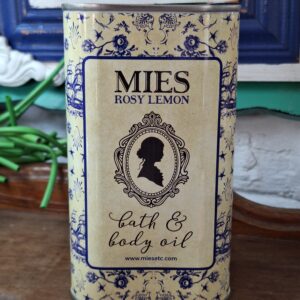 MIES
ROSY LEMON
bath &
body oil
www.miesetc.com